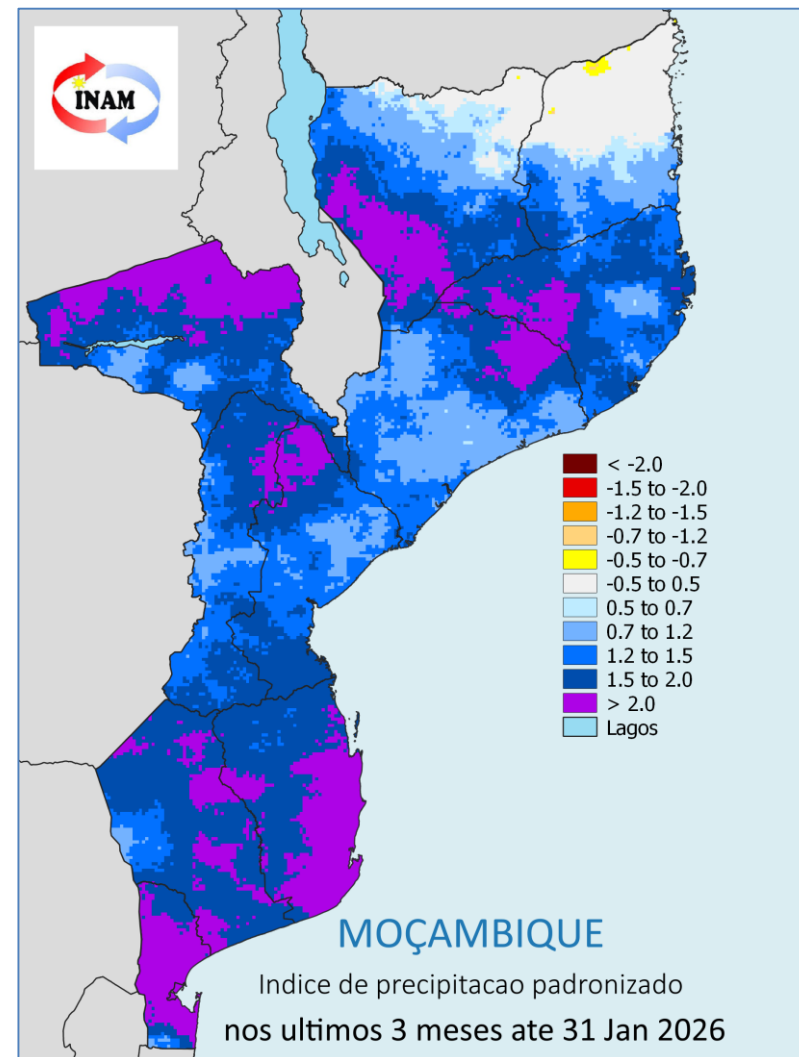 INAM
< -2.0
-1.5 to -2.0
-1.2 to -1.5
-0.7 to -1.2
-0.5 to -0.7
-0.5 to 0.5
0.5 to 0.7
0.7 to 1.2
1.2 to 1.5
1.5 to 2.0
> 2.0
Lagos
MOÇAMBIQUE
Indice de precipitacao padronizado
nos ultimos 3 meses ate 31 Jan 2026